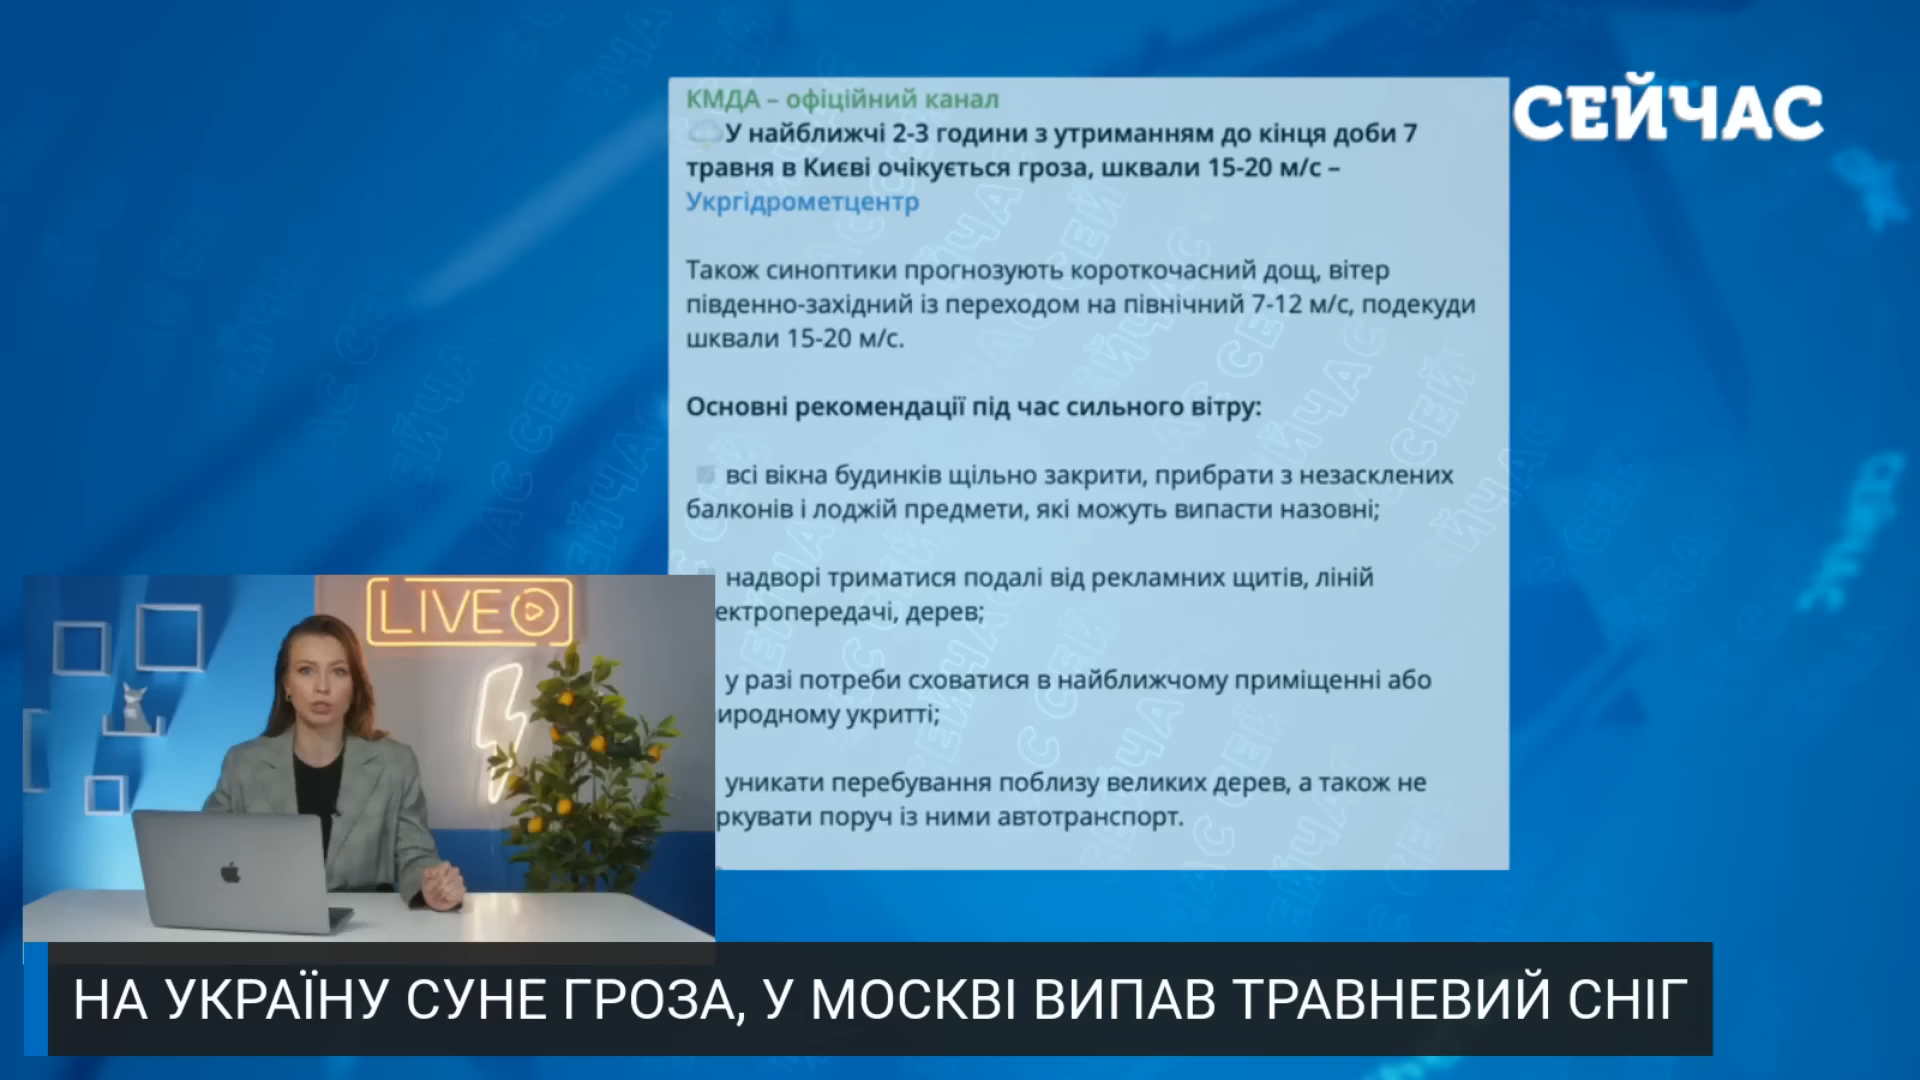 КМДА – офіційний канал
У найближчі 2-3 години з утриманням до кінця доби 7
травня в Києві очікується гроза, шквали 15-20 м/с –
Укргідрометцентр
Також синоптики прогнозують короткочасний дощ, вітер
південно-західний із переходом на північний 7-12 м/с, подекуди
шквали 15-20 м/с.
Основні рекомендації під час сильного вітру:
всі вікна будинків щільно закрити, прибрати з незасклених
балконів і лоджій предмети, які можуть випасти назовні;
надворі триматися подалі від рекламних щитів, ліній
ектропередачі, дерев;
у разі потреби сховатися в найближчому приміщенні або
иродному укритті;
уникати перебування поблизу великих дерев, а також не
ркувати поруч із ними автотранспорт.
СЕЙЧАС
LIVE
НА УКРАЇНУ СУНЕ ГРОЗА, У МОСКВІ ВИПАВ ТРАВНЕВИЙ СНІГ